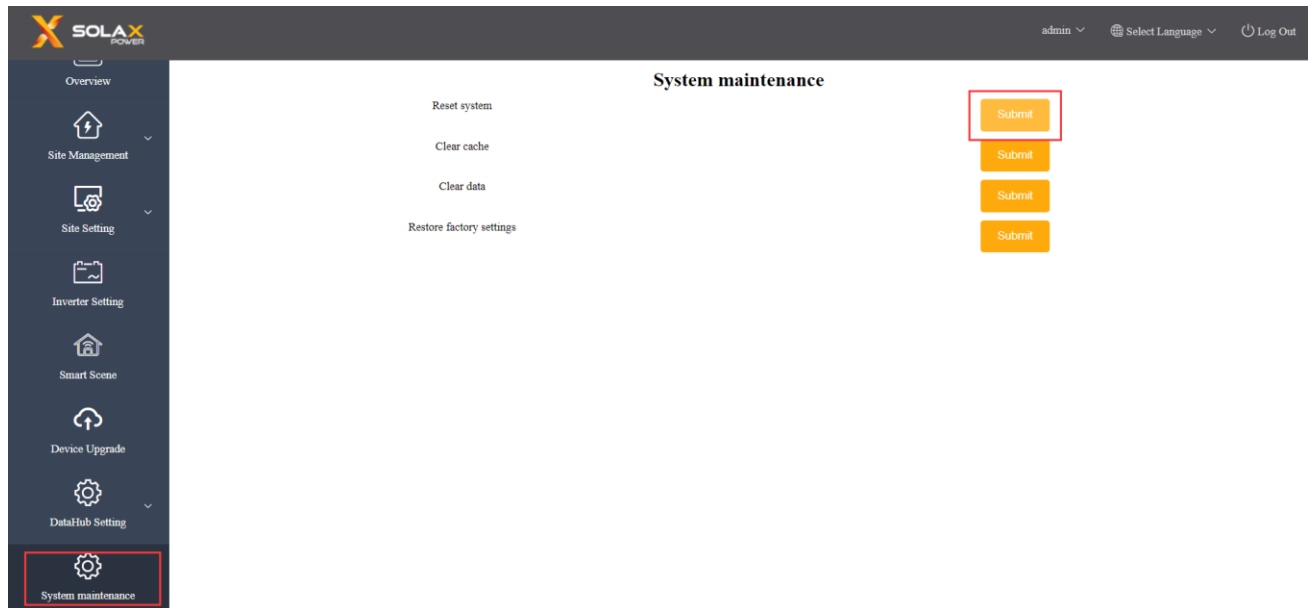 SOLAX
POWER
admin
Select Language
Log Out
Overview
Site Management
Site Setting
Inverter Setting
Smart Scene
Device Upgrade
DataHub Setting
System maintenance
System maintenance
Reset system
Submit
Clear cache
Submit
Clear data
Submit
Restore factory settings
Submit